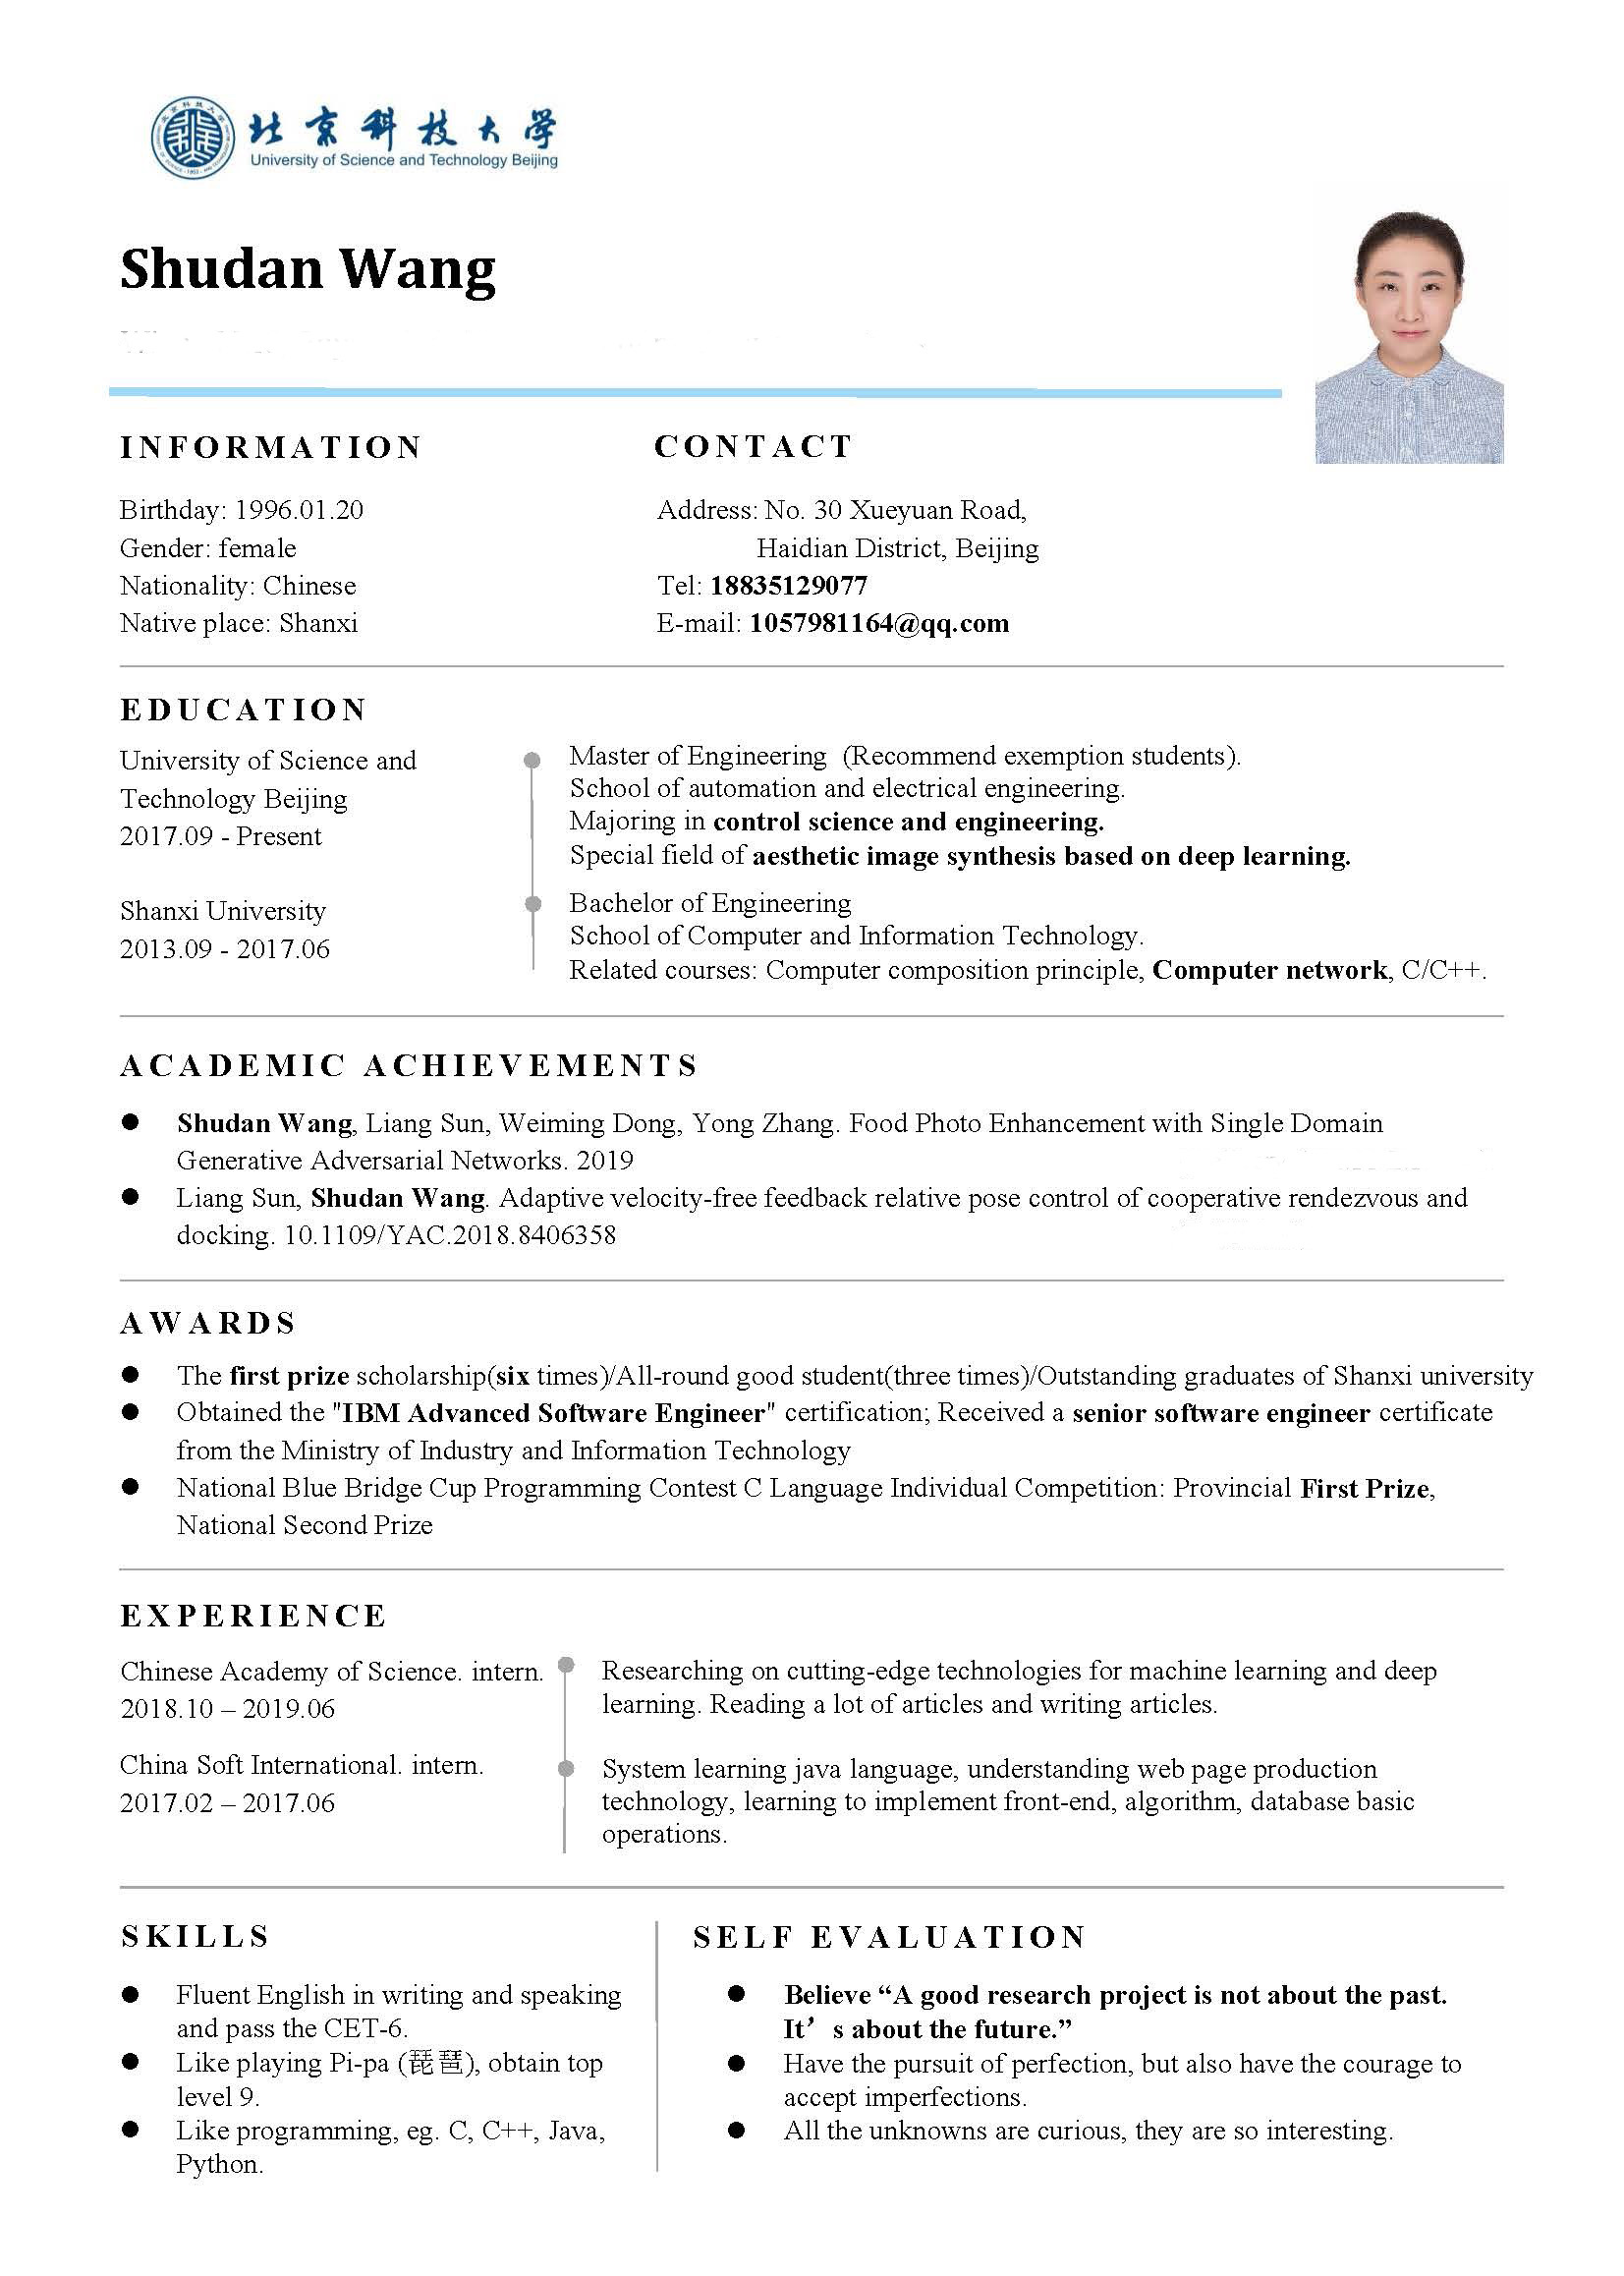 北京科技大学
University of Science and Technology Beijing
Shudan Wang
INFORMATION
Birthday: 1996.01.20
Gender: female
Nationality: Chinese
Native place: Shanxi
CONTACT
Address: No. 30 Xueyuan Road,
Haidian District, Beijing
Tel: 18835129077
E-mail: 1057981164@qq.com
EDUCATION
University of Science and
Technology Beijing
2017.09 - Present
Master of Engineering (Recommend exemption students).
School of automation and electrical engineering.
Majoring in control science and engineering.
Special field of aesthetic image synthesis based on deep learning.
Shanxi University
2013.09 - 2017.06
Bachelor of Engineering
School of Computer and Information Technology.
Related courses: Computer composition principle, Computer network, C/C++.
ACADEMIC ACHIEVEMENTS
● Shudan Wang, Liang Sun, Weiming Dong, Yong Zhang. Food Photo Enhancement with Single Domain
Generative Adversarial Networks. 2019
● Liang Sun, Shudan Wang. Adaptive velocity-free feedback relative pose control of cooperative rendezvous and
docking. 10.1109/YAC.2018.8406358
AWARDS
● The first prize scholarship(six times)/All-round good student(three times)/Outstanding graduates of Shanxi university
● Obtained the "IBM Advanced Software Engineer" certification; Received a senior software engineer certificate
from the Ministry of Industry and Information Technology
● National Blue Bridge Cup Programming Contest C Language Individual Competition: Provincial First Prize,
National Second Prize
EXPERIENCE
Chinese Academy of Science. intern.
2018.10 – 2019.06
Researching on cutting-edge technologies for machine learning and deep
learning. Reading a lot of articles and writing articles.
China Soft International. intern.
2017.02 – 2017.06
System learning java language, understanding web page production
technology, learning to implement front-end, algorithm, database basic
operations.
SKILLS
● Fluent English in writing and speaking
and pass the CET-6.
● Like playing Pi-pa (琵琶), obtain top
level 9.
● Like programming, eg. C, C++, Java,
Python.
SELF EVALUATION
● Believe “A good research project is not about the past.
It’s about the future.”
● Have the pursuit of perfection, but also have the courage to
accept imperfections.
● All the unknowns are curious, they are so interesting.